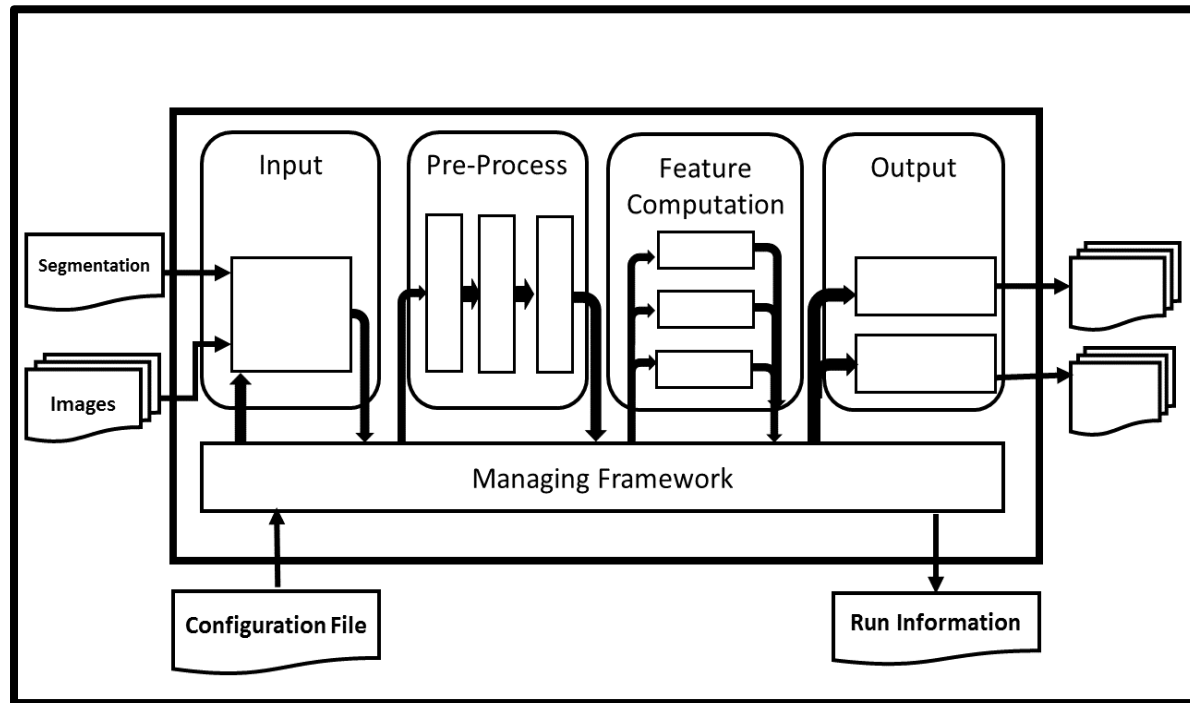 Input
Pre-Process
Feature
Computation
Output
Segmentation
Images
Managing Framework
Configuration File
Run Information